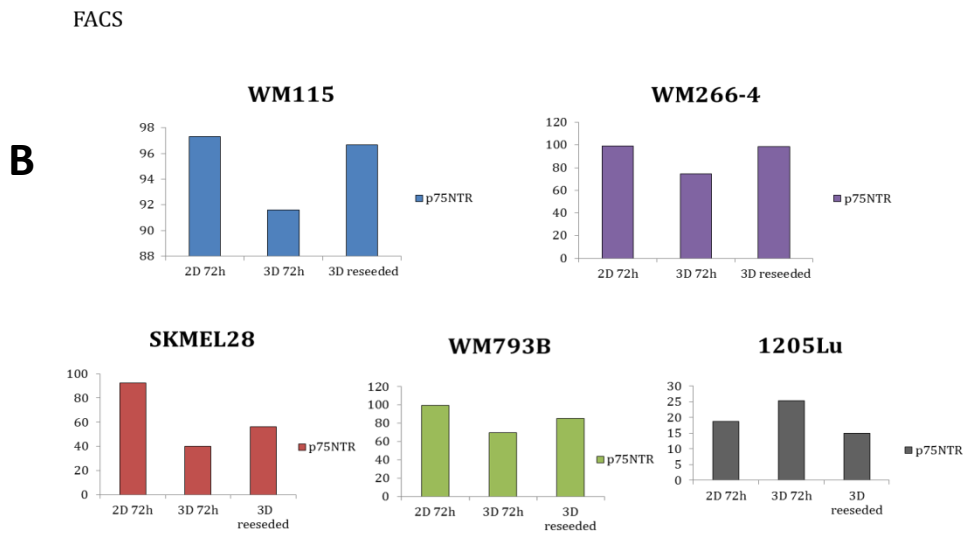 FACS
B
WM115
98
96
94
92
90
88
2D 72h 3D 72h 3D reseeded
p75NTR
WM266-4
120
100
80
60
40
20
0
2D 72h 3D 72h 3D reseeded
p75NTR
SKMEL28
100
80
60
40
20
0
2D 72h 3D 72h 3D
reeseded
p75NTR
WM793B
120
100
80
60
40
20
0
2D 72h 3D 72h 3D
reseeded
p75NTR
1205Lu
30
25
20
15
10
5
0
2D 72h 3D 72h 3D
reeseded
p75NTR